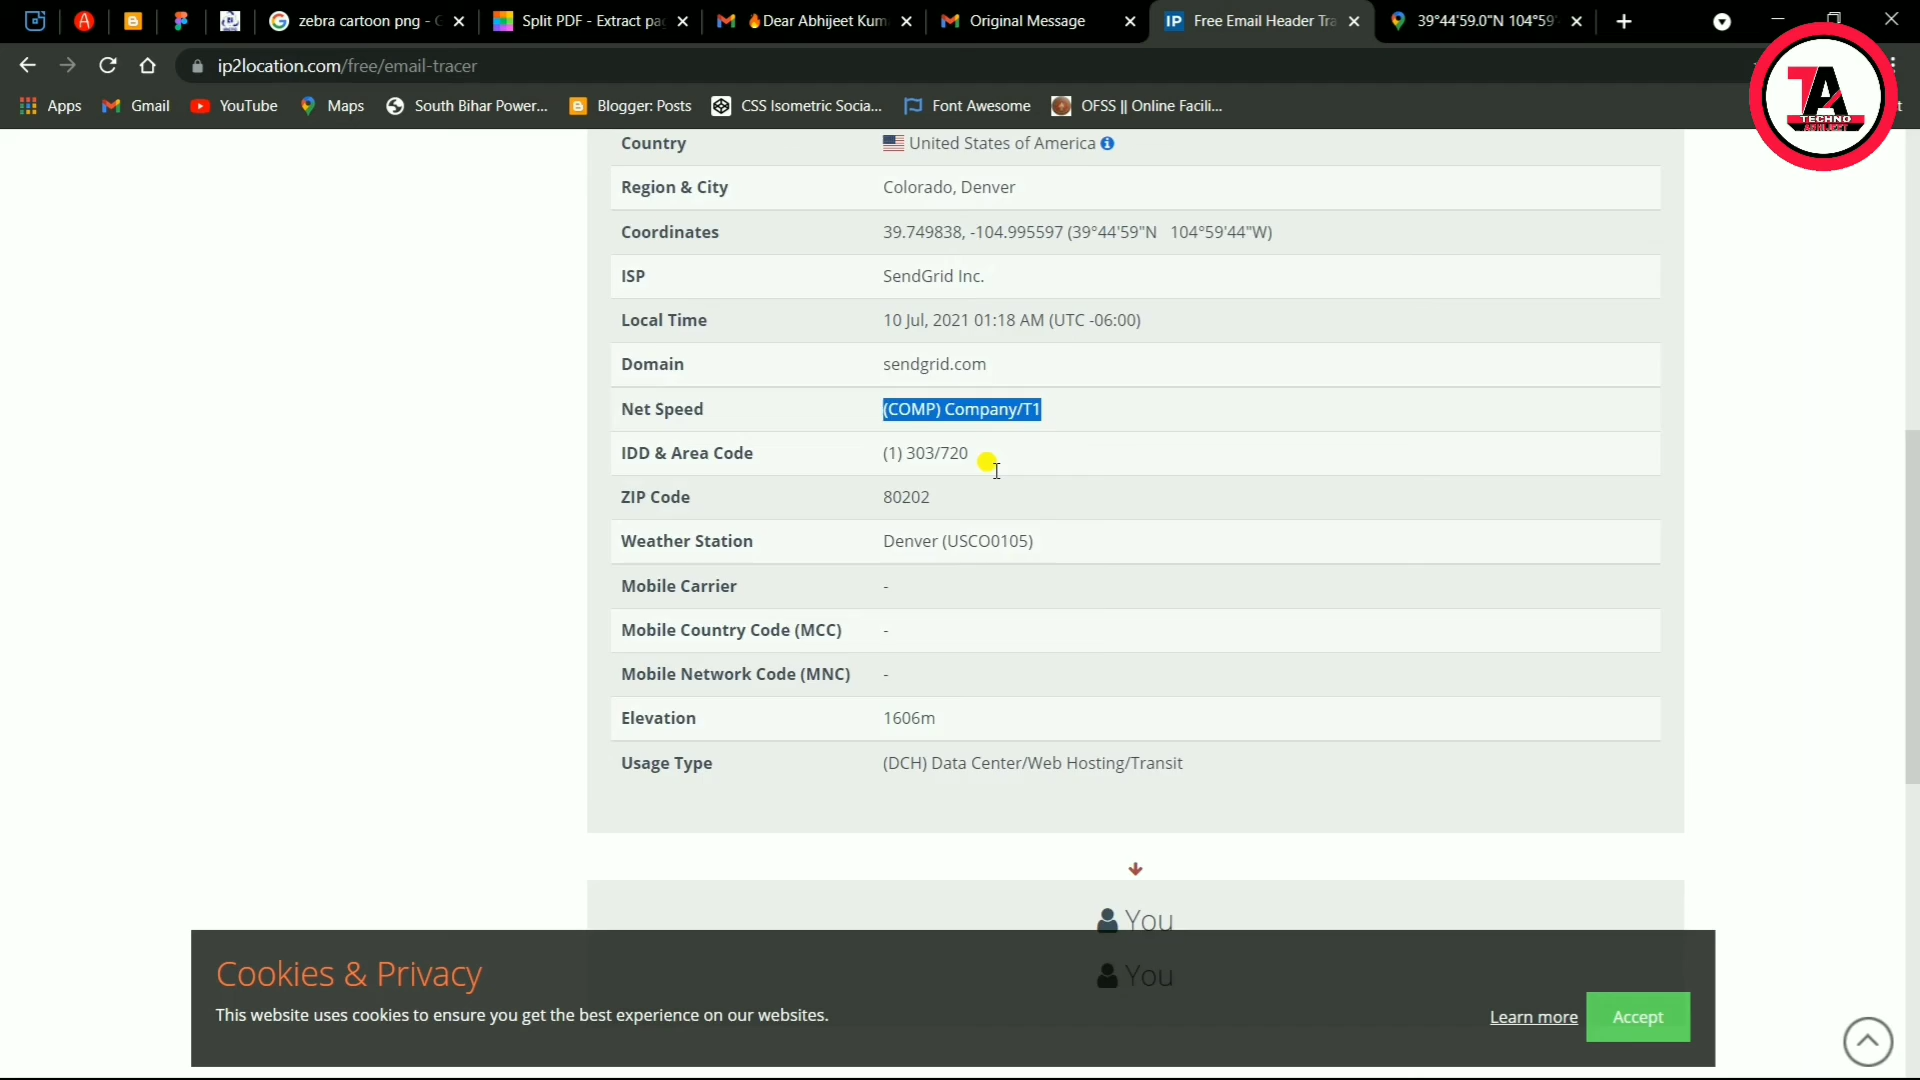 zebra cartoon png - G
Split PDF - Extract pa
🔥Dear Abhijeet Kum
Original Message
IP Free Email Header Tra
39°44'59.0"N 104°59'
ip2location.com/free/email-tracer
Apps Gmail YouTube Maps South Bihar Power... Blogger: Posts CSS Isometric Socia... Font Awesome OFSS || Online Facili...
TA
TECHNO
ABHIJEET
Country United States of America
Region & City Colorado, Denver
Coordinates 39.749838, -104.995597 (39°44'59"N 104°59'44"W)
ISP SendGrid Inc.
Local Time 10 Jul, 2021 01:18 AM (UTC -06:00)
Domain sendgrid.com
Net Speed (COMP) Company/T1
IDD & Area Code (1) 303/720
ZIP Code 80202
Weather Station Denver (USCO0105)
Mobile Carrier -
Mobile Country Code (MCC) -
Mobile Network Code (MNC) -
Elevation 1606m
Usage Type (DCH) Data Center/Web Hosting/Transit
You
You
Cookies & Privacy
This website uses cookies to ensure you get the best experience on our websites.
Learn more Accept